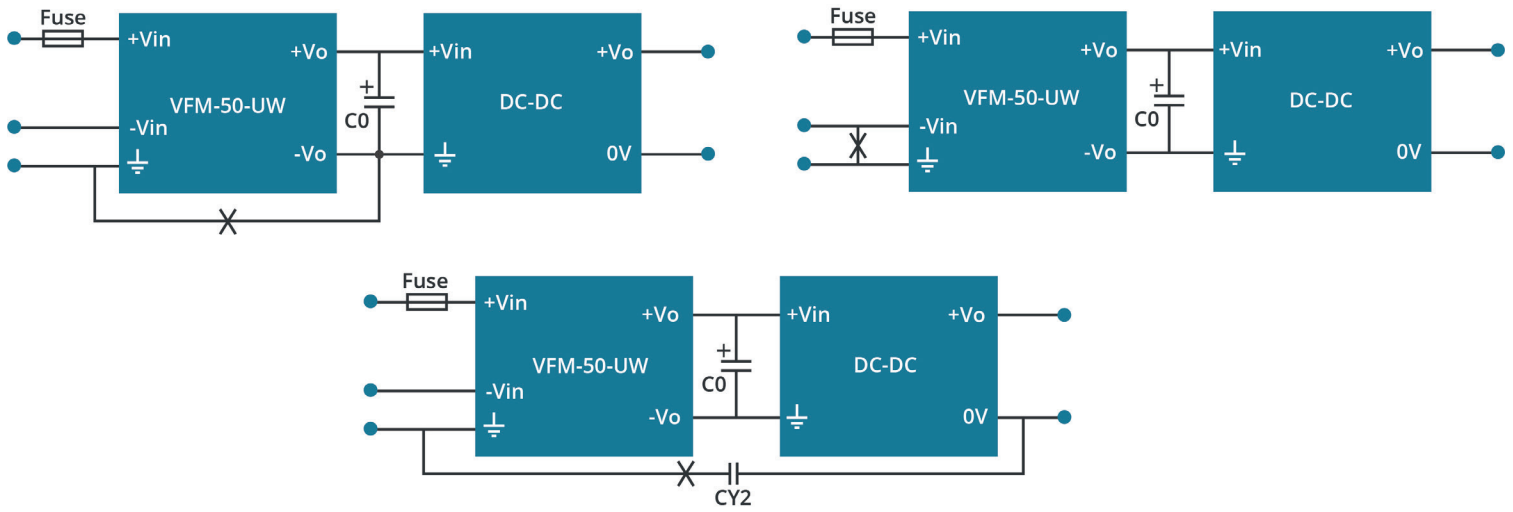 Fuse
+Vin
+Vo
+Vin
+Vo
VFM-50-UW
DC-DC
+
C0
-Vin
-Vo
0V
Fuse
+Vin
+Vo
+Vin
+Vo
VFM-50-UW
DC-DC
+
C0
-Vin
-Vo
0V
Fuse
+Vin
+Vo
+Vin
+Vo
VFM-50-UW
DC-DC
+
C0
-Vin
-Vo
0V
CY2